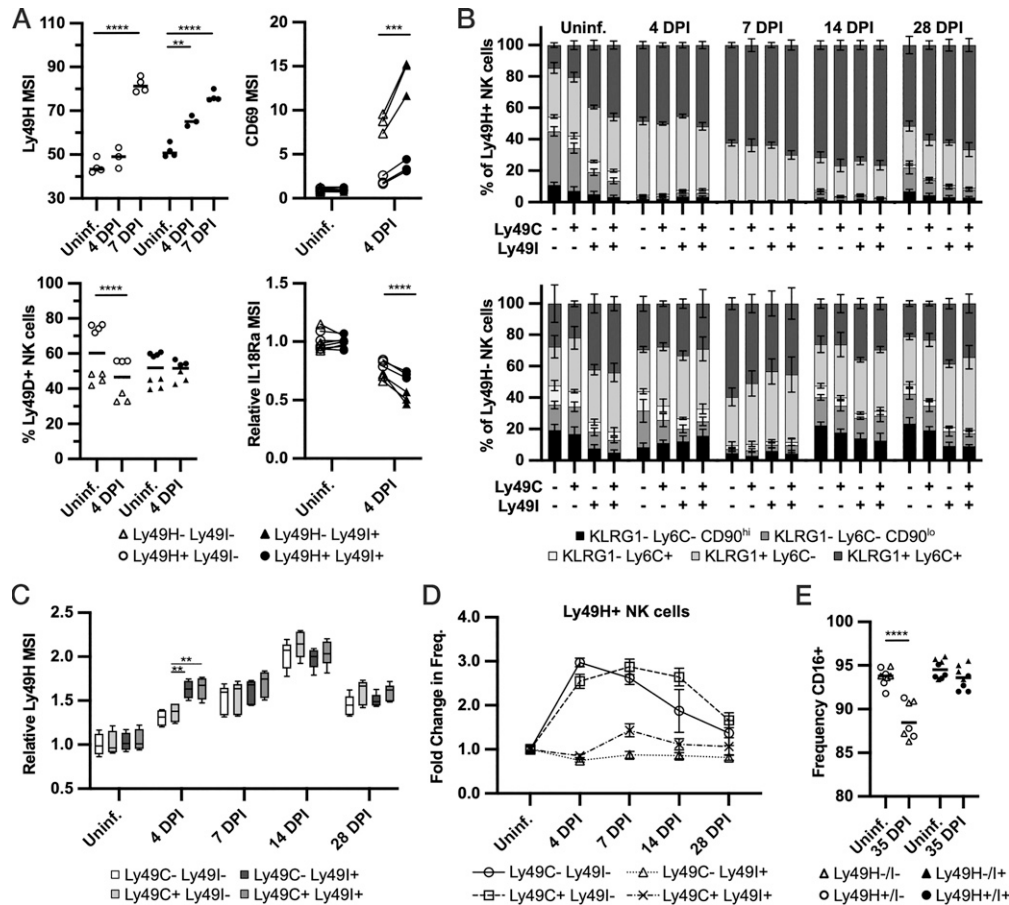 A
Ly49H MSI
110
90
70
50
30
****
**
****
Uninf.
4 DPI
7 DPI
Uninf.
4 DPI
7 DPI
CD69 MSI
20
15
10
5
0
***
Uninf.
4 DPI
% Ly49D+ NK cells
100
80
60
40
20
0
****
Uninf.
4 DPI
Uninf.
4 DPI
Relative IL18Ra MSI
1.5
1.0
0.5
0.0
****
Uninf.
4 DPI
Ly49H- Ly49I-
Ly49H- Ly49I+
Ly49H+ Ly49I-
Ly49H+ Ly49I+
B
Uninf. 4 DPI 7 DPI 14 DPI 28 DPI
% of Ly49H+ NK cells
100
80
60
40
20
0
Ly49C - + - + - + - + - + - + - + - + - + - +
Ly49I - - + + - - + + - - + + - - + + - - + +
% of Ly49H- NK cells
100
80
60
40
20
0
Ly49C - + - + - + - + - + - + - + - + - + - +
Ly49I - - + + - - + + - - + + - - + + - - + +
KLRG1- Ly6C- CD90hi
KLRG1- Ly6C- CD90lo
KLRG1- Ly6C+
KLRG1+ Ly6C-
KLRG1+ Ly6C+
C
Relative Ly49H MSI
2.5
2.0
1.5
1.0
0.5
**
**
Uninf.
4 DPI
7 DPI
14 DPI
28 DPI
Ly49C- Ly49I-
Ly49C- Ly49I+
Ly49C+ Ly49I-
Ly49C+ Ly49I+
D
Ly49H+ NK cells
Fold Change in Freq.
4.0
3.0
2.0
1.0
0.0
Uninf.
4 DPI
7 DPI
14 DPI
28 DPI
Ly49C- Ly49I-
Ly49C- Ly49I+
Ly49C+ Ly49I-
Ly49C+ Ly49I+
E
Frequency CD16+
100
95
90
85
80
****
Uninf.
35 DPI
Uninf.
35 DPI
Ly49H-/I-
Ly49H-/I+
Ly49H+/I-
Ly49H+/I+